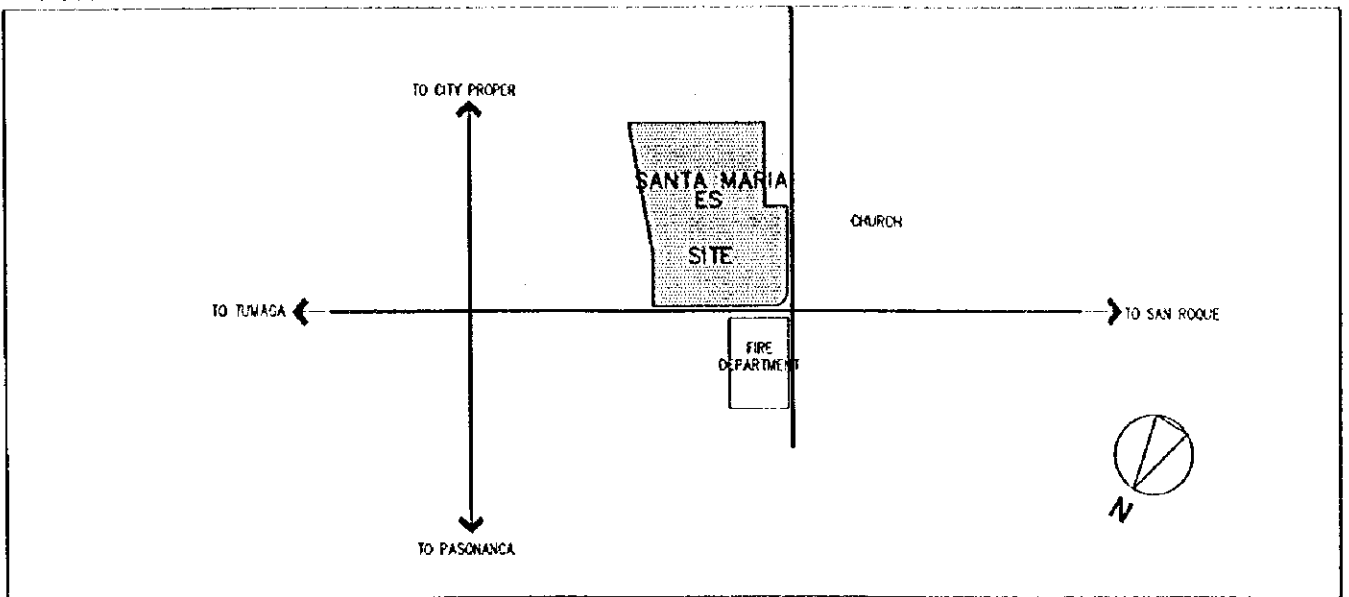 TO CITY PROPER
SANTA MARIA
ES
SITE
CHURCH
TO TUMAGA
TO SAN ROQUE
FIRE
DEPARTMENT
N
TO PASONANCA